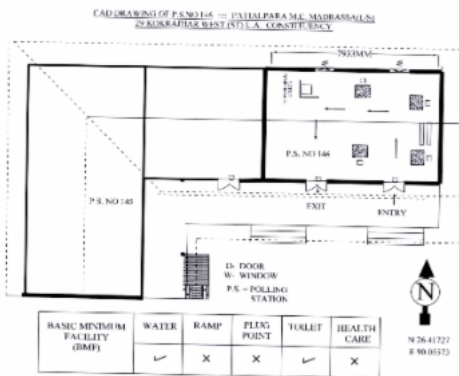 CAD DRAWING OF P.S.NO 146 --- PATIALPARA M.E. MADRASSA(L/S)
29 KOKRAJHAR WEST (ST) L.A. CONSTITUENCY
7933MM
P.S. NO 146
P.S. NO 145
EXIT
ENTRY
D- DOOR
W- WINDOW
P.S. = POLLING
STATION
N
N 26.41727
E 90.05573
BASIC MINIMUM
FACILITY
(BMF)
WATER
RAMP
PLUG
POINT
TOILET
HEALTH
CARE
✓ × × ✓ ×